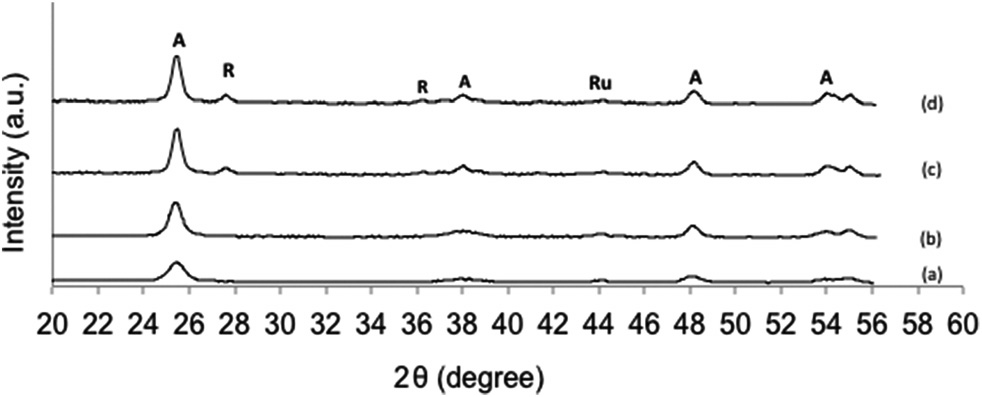 A
R
R
A
Ru
A
A
(d)
(c)
(b)
(a)
Intensity (a.u.)
20 22 24 26 28 30 32 34 36 38 40 42 44 46 48 50 52 54 56 58 60
2θ (degree)